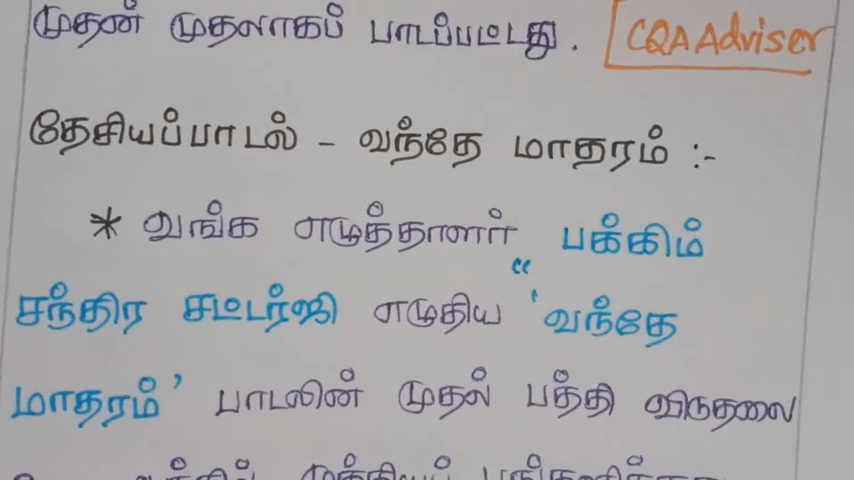 முதன் முதலாகப் பாடப்பட்டது. CQA Adviser
தேசியப்பாடல் - வந்தே மாதரம் :-
* வங்க எழுத்தாளர் பக்கிம்
சந்திர சட்டர்ஜி எழுதிய "'வந்தே
மாதரம்' பாடலின் முதல் பத்தி விடுதலை